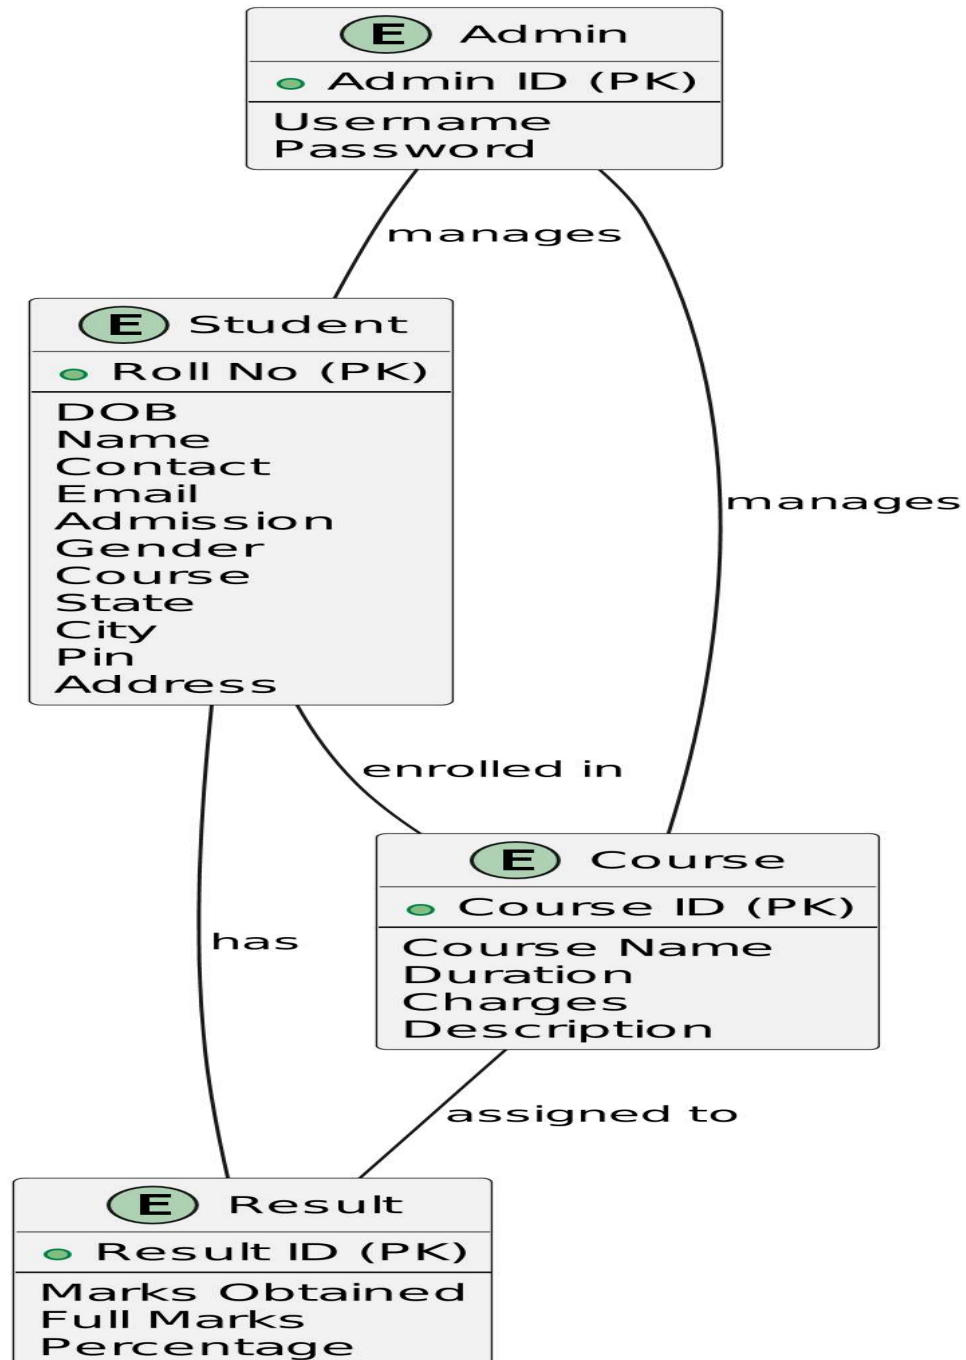 E Admin
Admin ID (PK)
Username
Password
manages
E Student
Roll No (PK)
DOB
Name
Contact
Email
Admission
Gender
Course
State
City
Pin
Address
manages
enrolled in
E Course
Course ID (PK)
Course Name
Duration
Charges
Description
has
assigned to
E Result
Result ID (PK)
Marks Obtained
Full Marks
Percentage